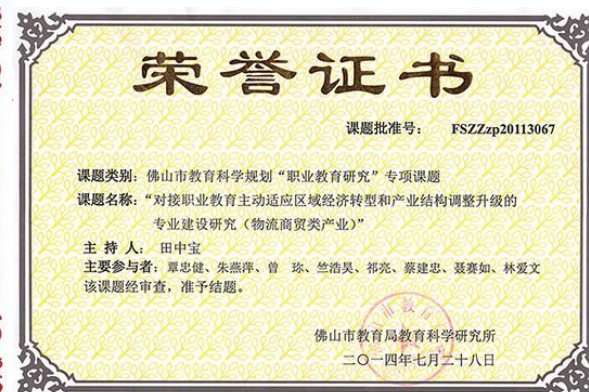 荣誉证书
课题批准号： FSZZzp20113067
课题类别：佛山市教育科学规划“职业教育研究”专项课题
课题名称：“对接职业教育主动适应区域经济转型和产业结构调整升级的
专业建设研究（物流商贸类产业）”
主 持 人： 田中宝
主要参与者：覃忠健、朱燕萍、曾 珎、竺浩昊、祁亮、蔡建忠、聂赛如、林爱文
该课题经审查，准予结题。
佛山市教育局教育科学研究所
二〇一四年七月二十八日